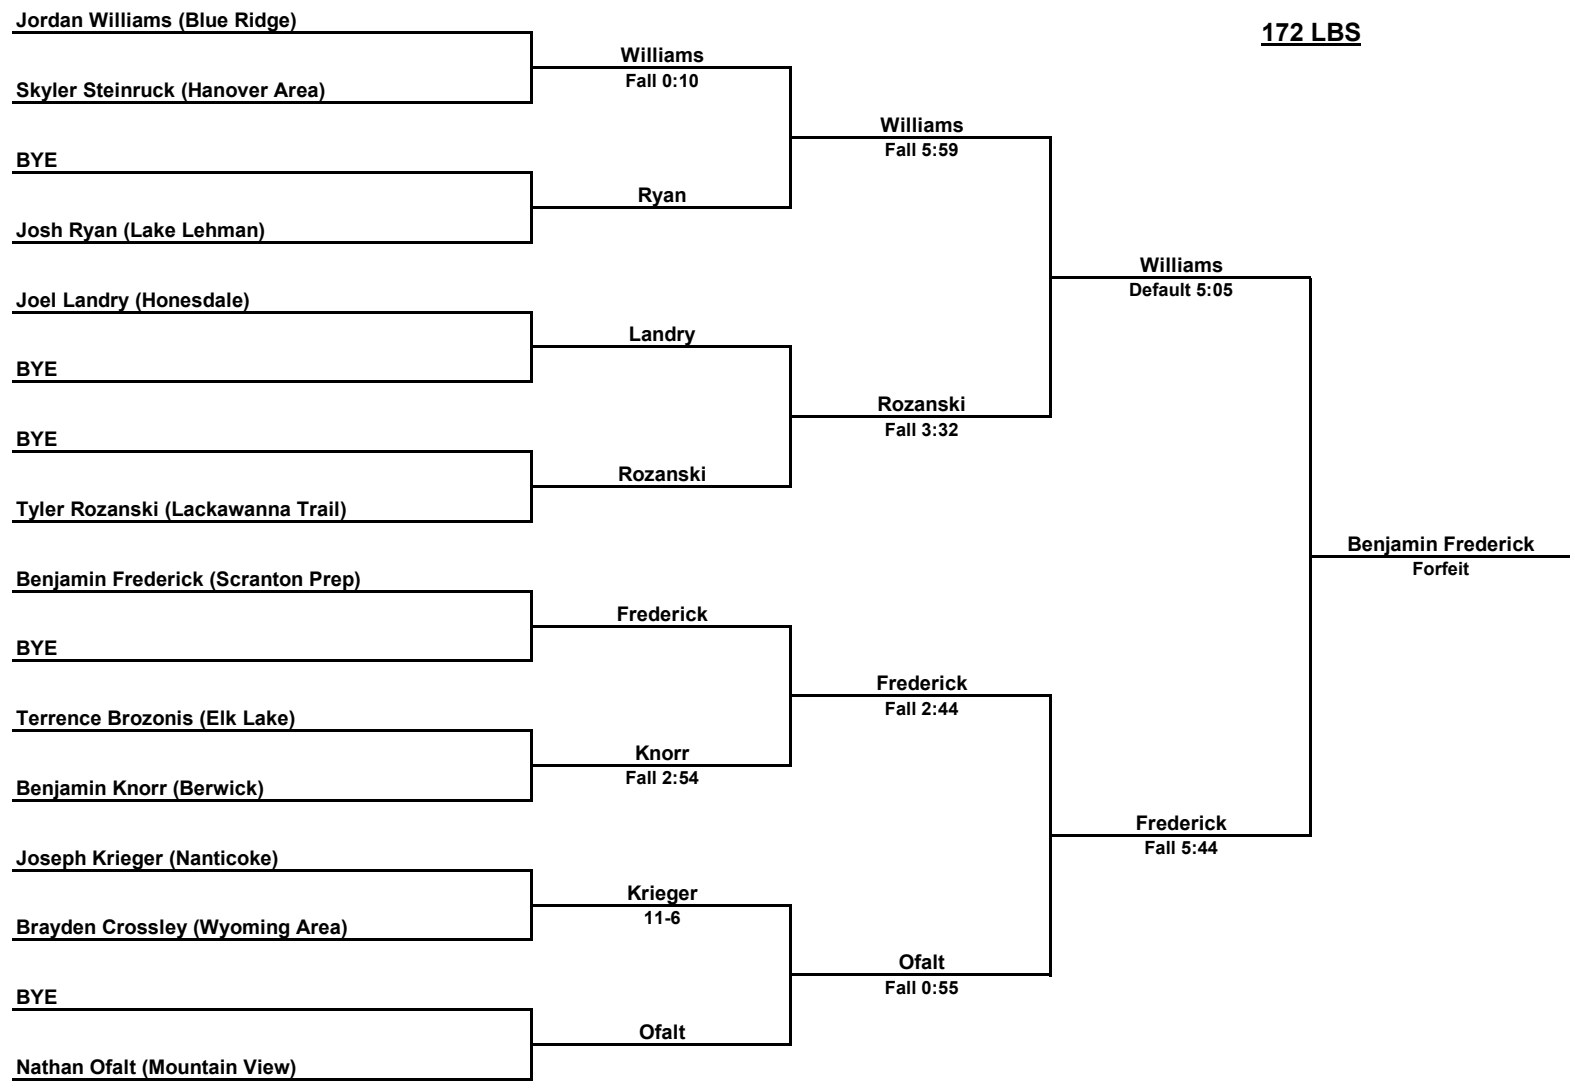 Jordan Williams (Blue Ridge)
172 LBS
Williams
Fall 0:10
Skyler Steinruck (Hanover Area)
Williams
Fall 5:59
BYE
Ryan
Josh Ryan (Lake Lehman)
Williams
Default 5:05
Joel Landry (Honesdale)
Landry
BYE
Rozanski
Fall 3:32
BYE
Rozanski
Tyler Rozanski (Lackawanna Trail)
Benjamin Frederick
Forfeit
Benjamin Frederick (Scranton Prep)
Frederick
BYE
Frederick
Fall 2:44
Terrence Brozonis (Elk Lake)
Knorr
Fall 2:54
Benjamin Knorr (Berwick)
Frederick
Fall 5:44
Joseph Krieger (Nanticoke)
Krieger
11-6
Brayden Crossley (Wyoming Area)
Ofalt
Fall 0:55
BYE
Ofalt
Nathan Ofalt (Mountain View)